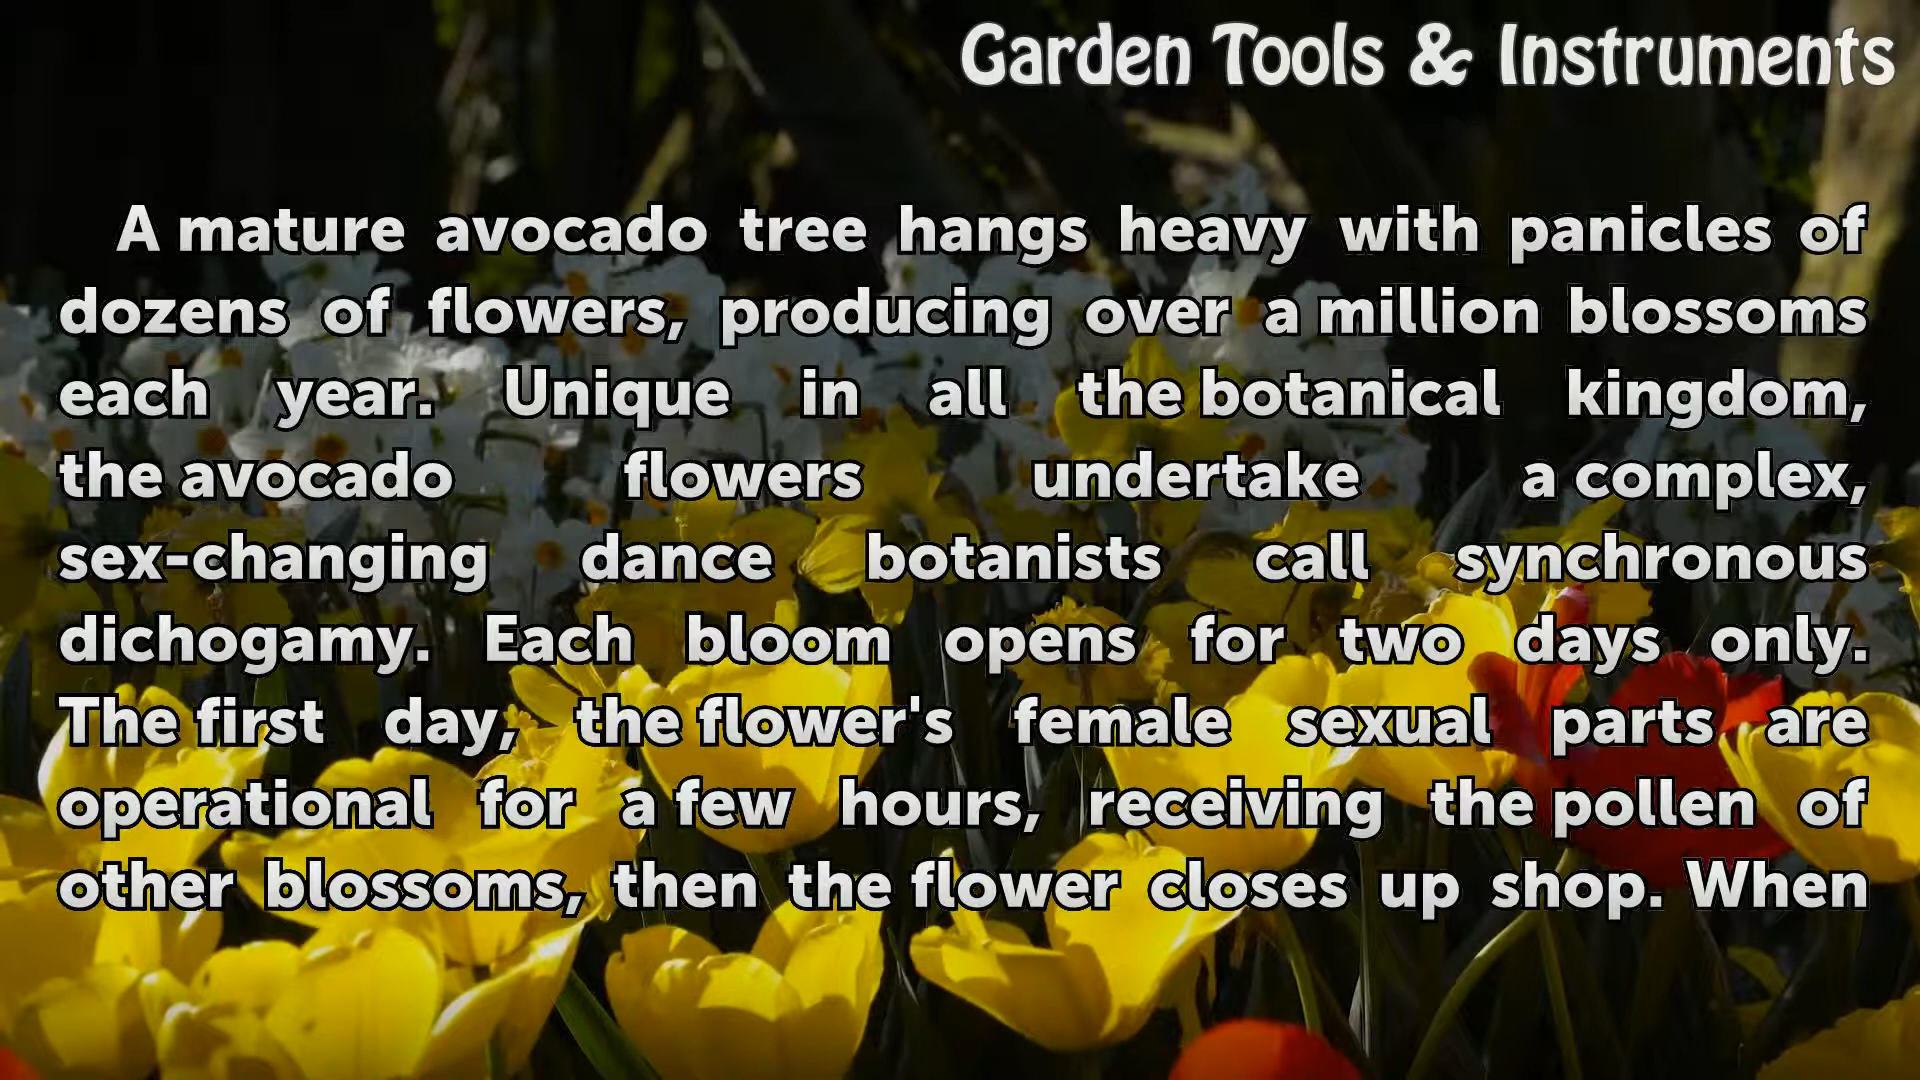 Garden Tools & Instruments
A mature avocado tree hangs heavy with panicles of
dozens of flowers, producing over a million blossoms
each year. Unique in all the botanical kingdom,
the avocado flowers undertake a complex,
sex-changing dance botanists call synchronous
dichogamy. Each bloom opens for two days only.
The first day, the flower's female sexual parts are
operational for a few hours, receiving the pollen of
other blossoms, then the flower closes up shop. When